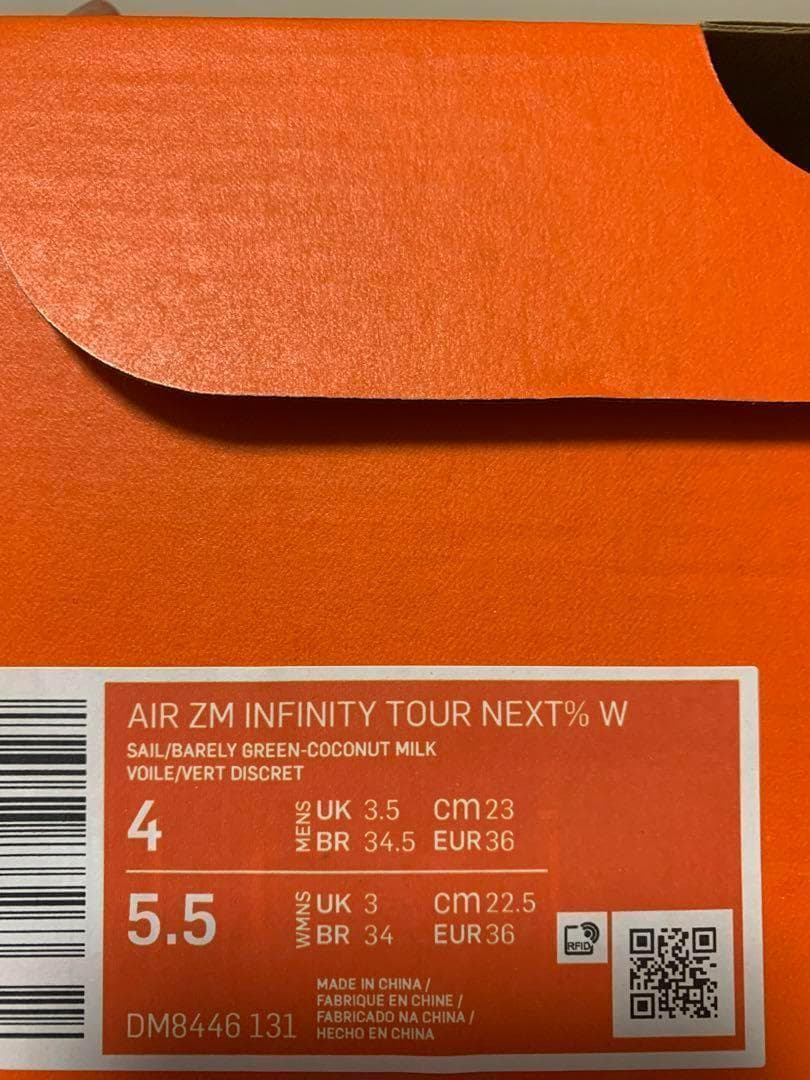 AIR ZM INFINITY TOUR NEXT% W
SAIL/BARELY GREEN-COCONUT MILK
VOILE/VERT DISCRET
4 MENS UK 3.5 cm 23
BR 34.5 EUR 36
5.5 WMNS UK 3 cm 22.5
BR 34 EUR 36
RFID
MADE IN CHINA /
FABRIQUE EN CHINE /
FABRICADO NA CHINA /
HECHO EN CHINA
DM8446 131